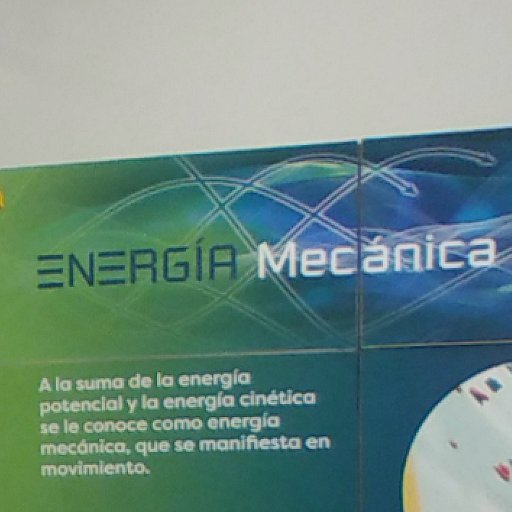 ENERGÍA Mecánica
A la suma de la energía
potencial y la energía cinética
se le conoce como energía
mecánica, que se manifiesta en
movimiento.